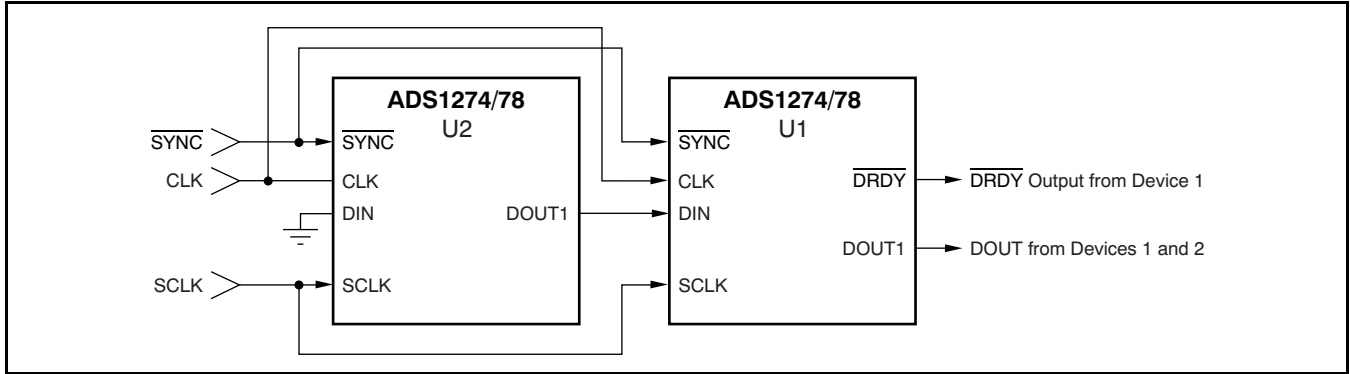 ADS1274/78
U2
SYNC
CLK
SCLK
SYNC
CLK
DIN
SCLK
DOUT1
ADS1274/78
U1
SYNC
CLK
DIN
SCLK
DRDY
DOUT1
DRDY Output from Device 1
DOUT from Devices 1 and 2